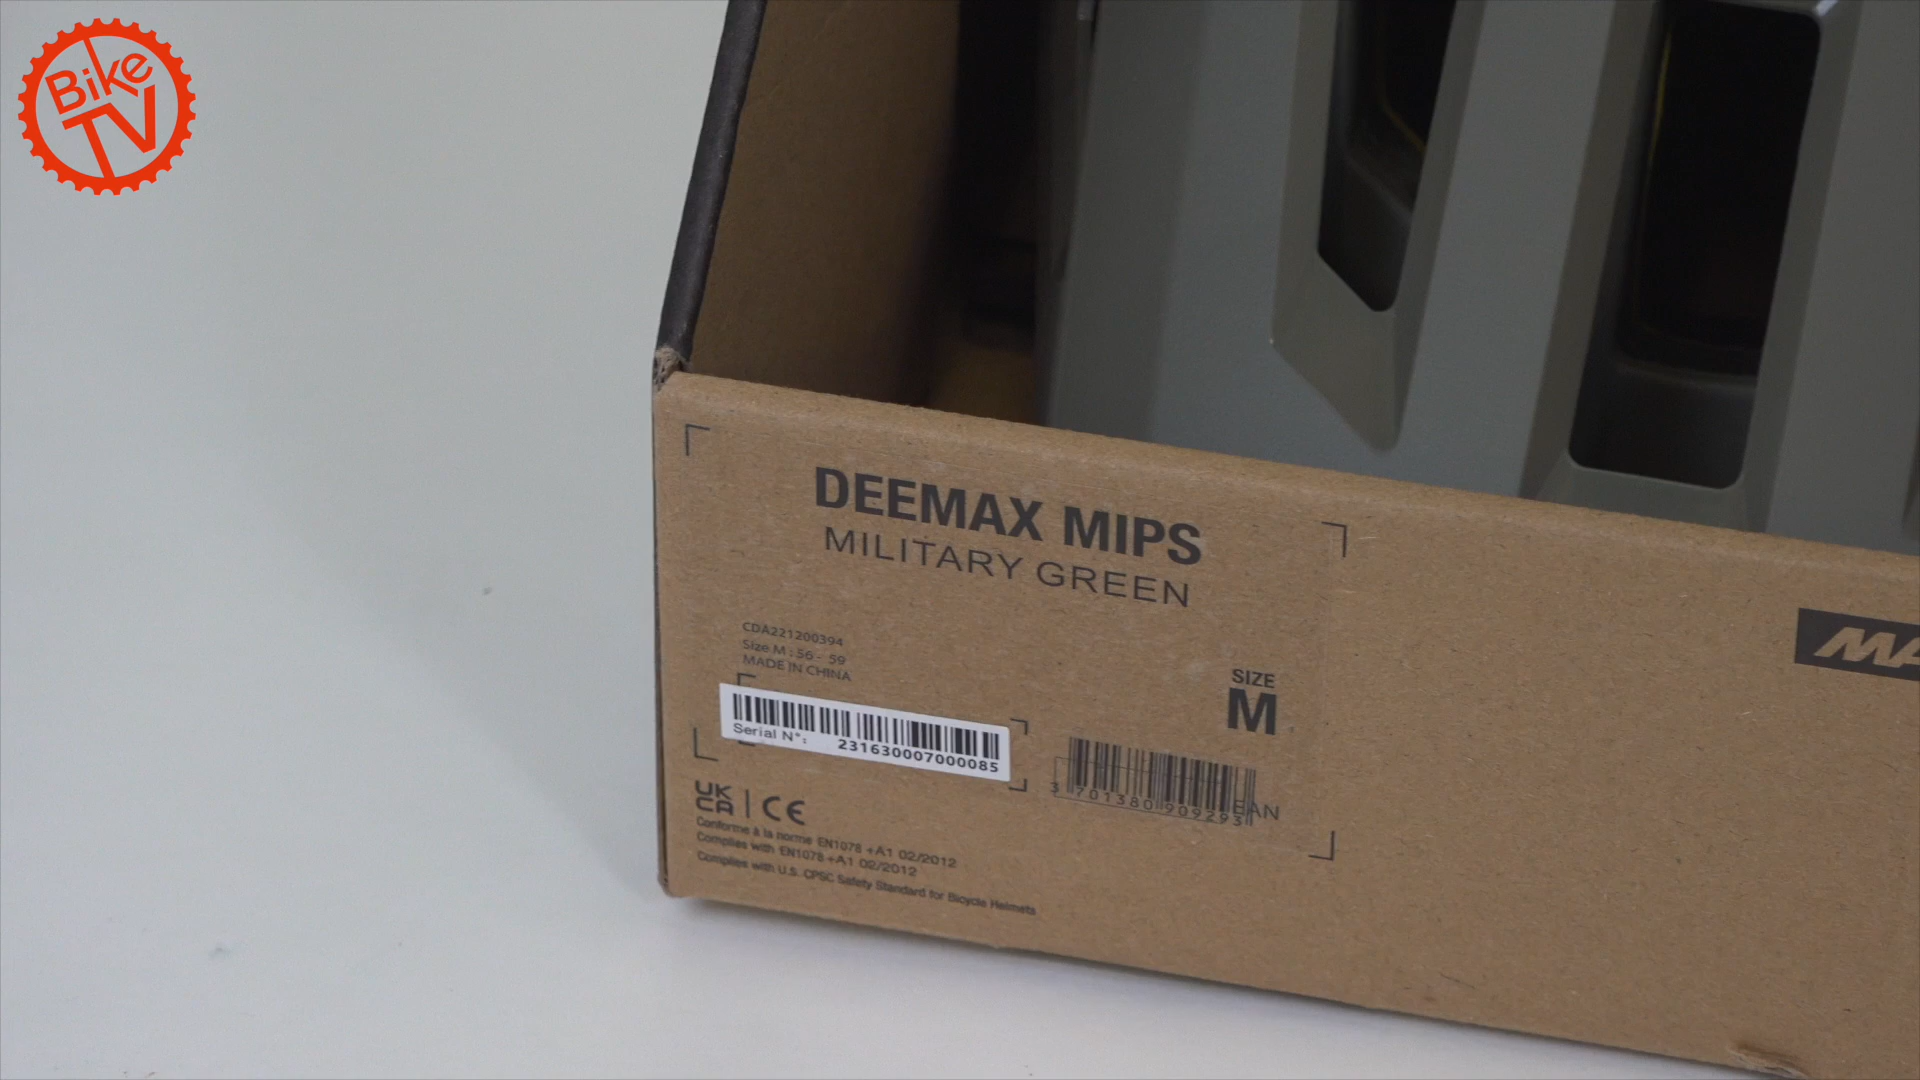 Bike
TV
DEEMAX MIPS
MILITARY GREEN
CDA221200394
Size M : 56 - 59
MADE IN CHINA
SIZE
M
Serial N°:
231630007000085
3 701380 909293
EAN
UK
CA
CE
Conforme à la norme EN1078 +A1 02/2012
Complies with EN1078 +A1 02/2012
Complies with U.S. CPSC Safety Standard for Bicycle Helmets